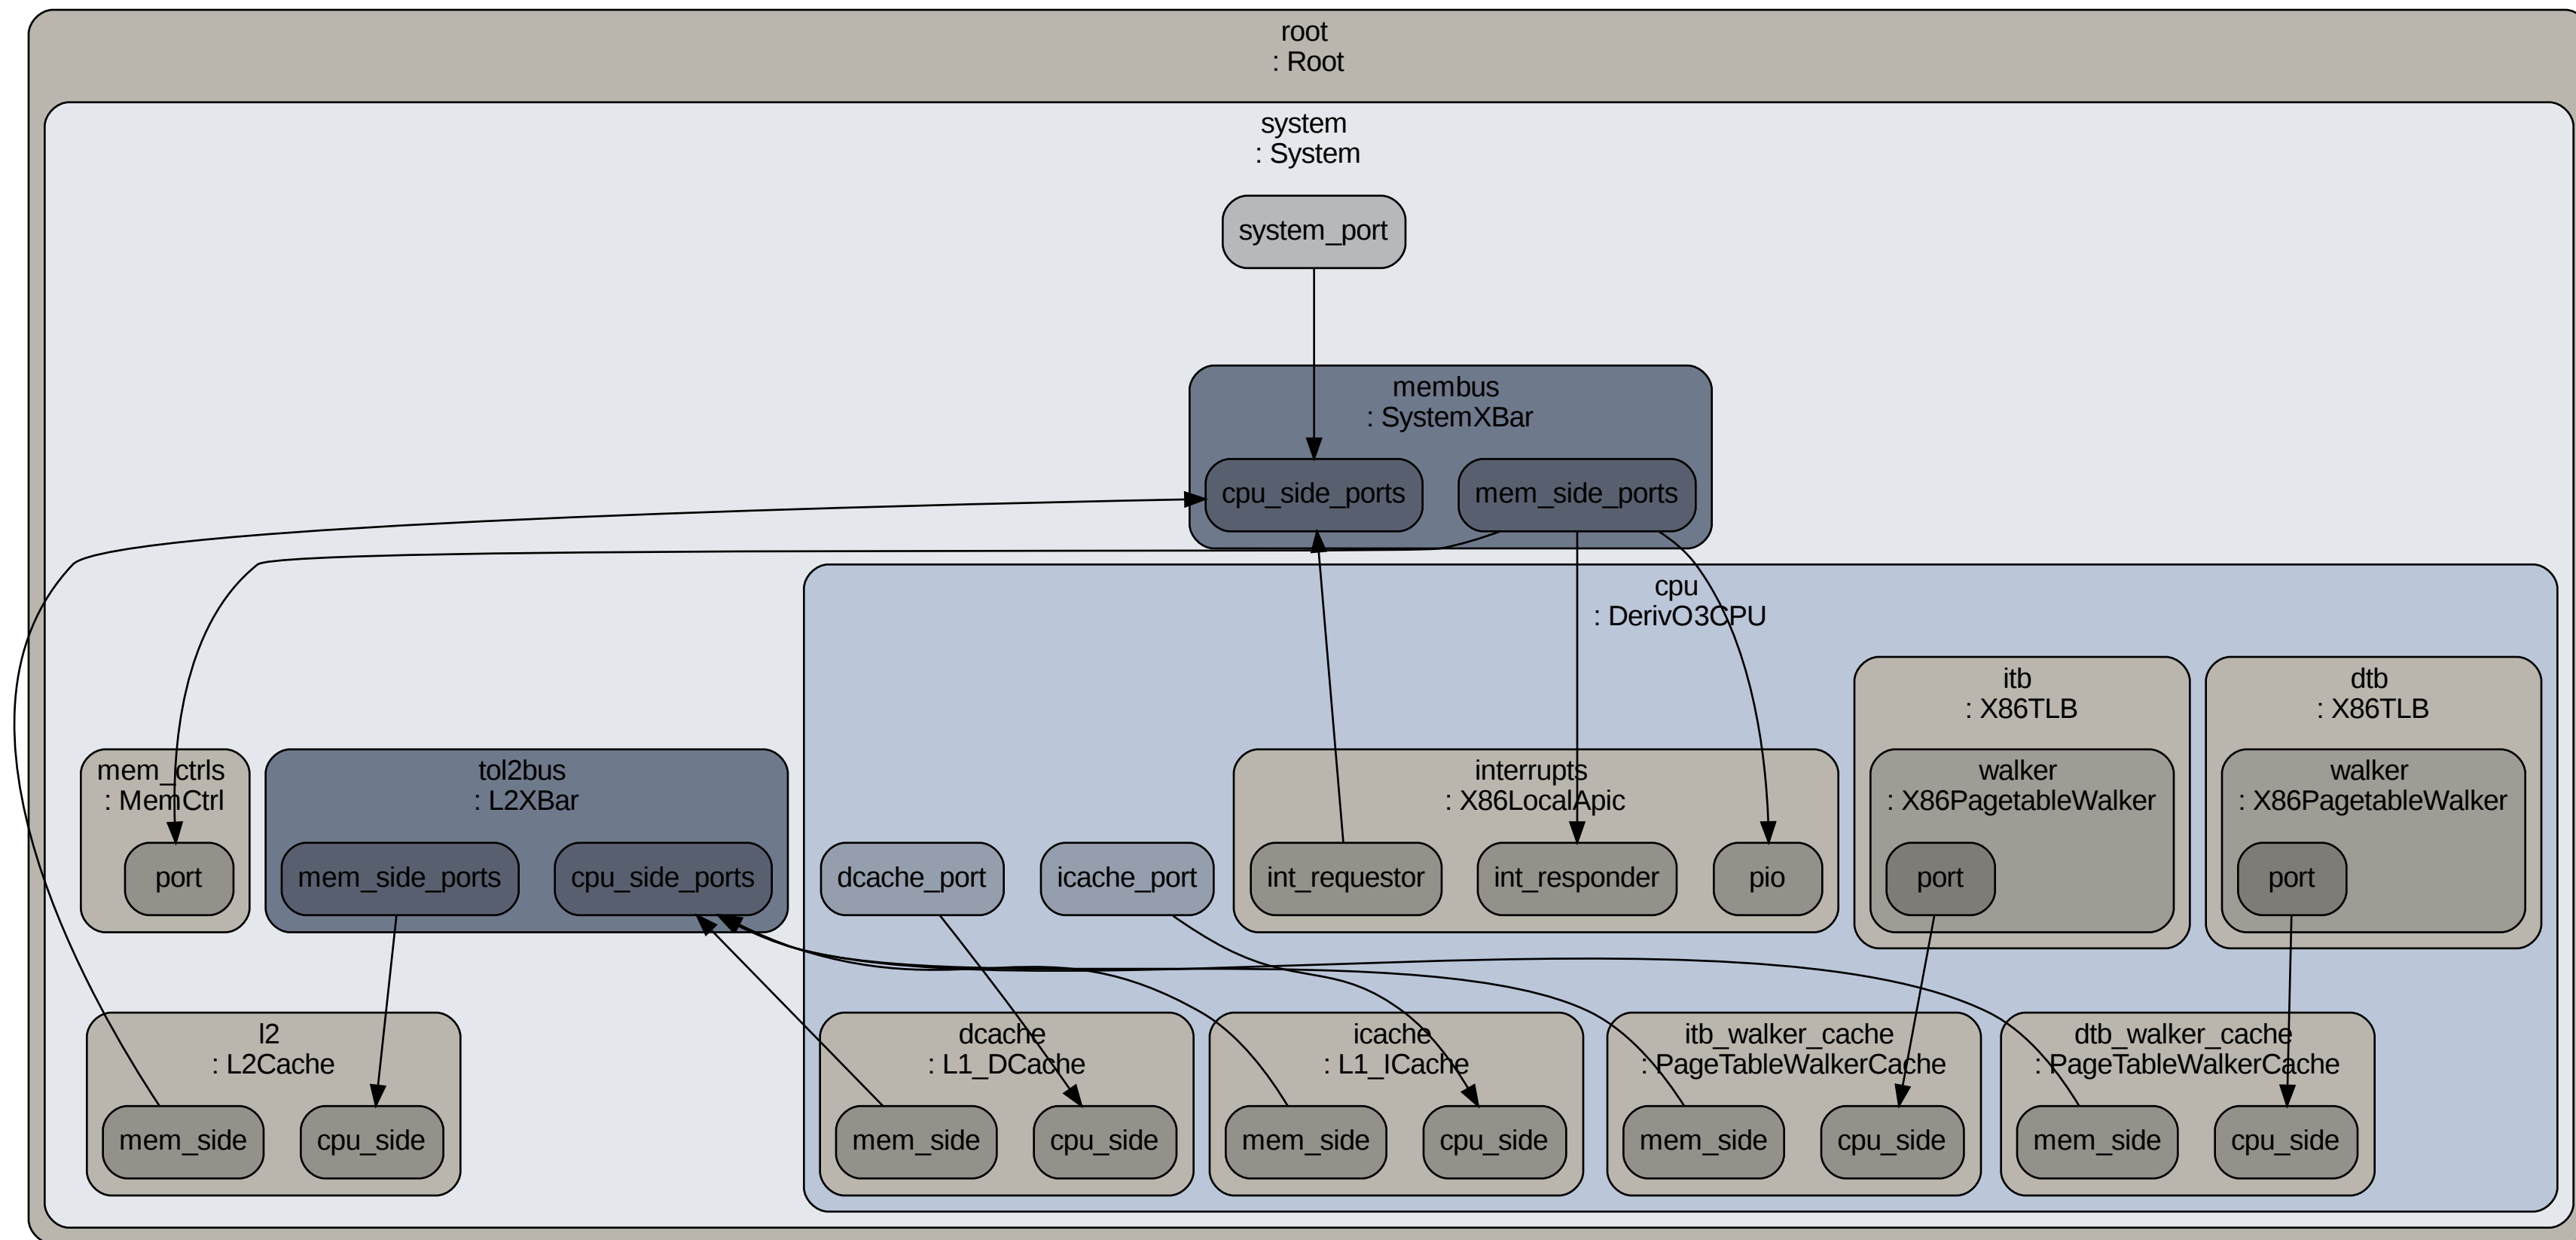 root
: Root
system
: System
system_port
membus
: SystemXBar
cpu_side_ports
mem_side_ports
cpu
: DerivO3CPU
itb
: X86TLB
dtb
: X86TLB
mem_ctrls
: MemCtrl
tol2bus
: L2XBar
interrupts
: X86LocalApic
walker
: X86PagetableWalker
walker
: X86PagetableWalker
port
mem_side_ports
cpu_side_ports
dcache_port
icache_port
int_requestor
int_responder
pio
port
port
l2
: L2Cache
dcache
: L1_DCache
icache
: L1_ICache
itb_walker_cache
: PageTableWalkerCache
dtb_walker_cache
: PageTableWalkerCache
mem_side
cpu_side
mem_side
cpu_side
mem_side
cpu_side
mem_side
cpu_side
mem_side
cpu_side